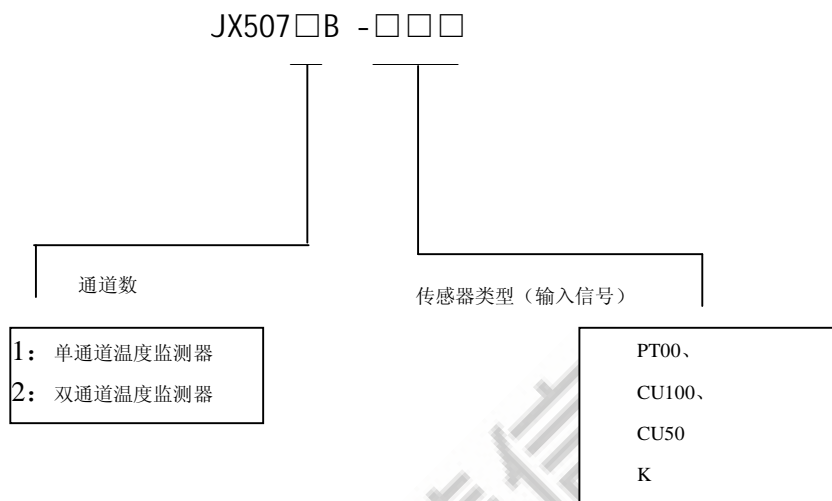 JX507□B -□□□
通道数
传感器类型（输入信号）
1：单通道温度监测器
2：双通道温度监测器
PT00、
CU100、
CU50
K
信